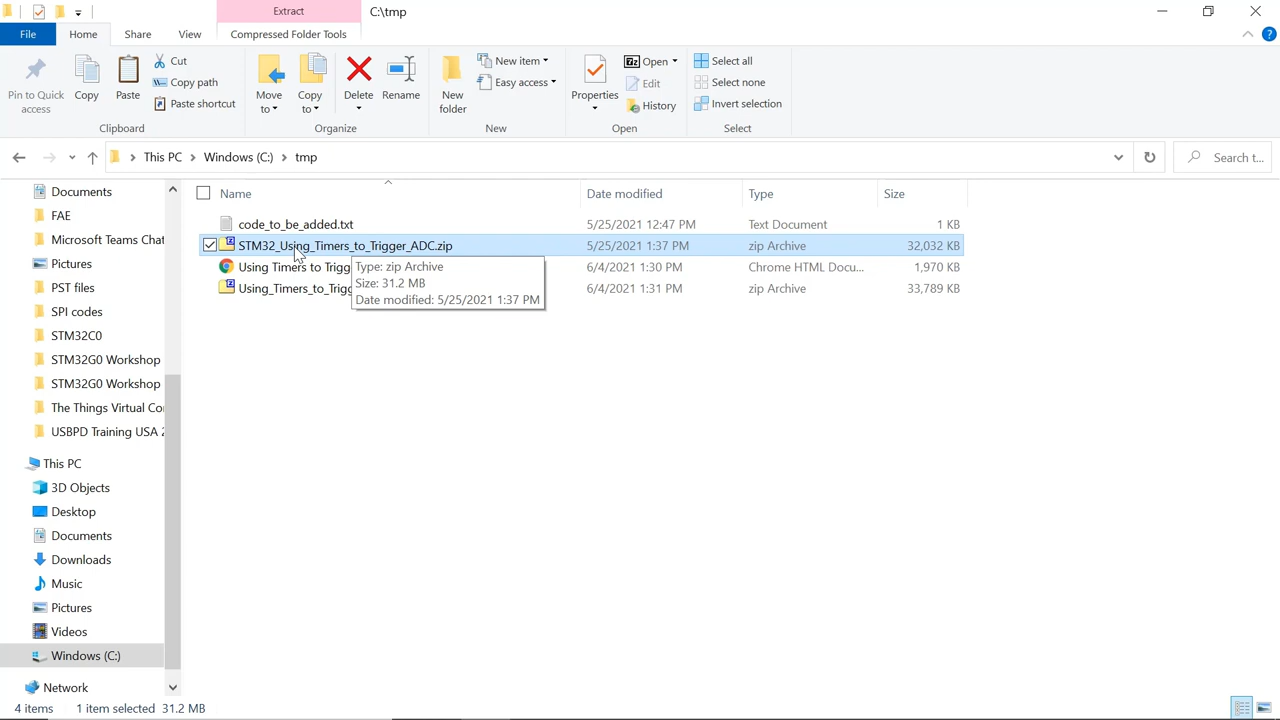 Extract
C:\tmp
File
Home
Share
View
Compressed Folder Tools
Pin to Quick access
Copy
Paste
Cut
Copy path
Paste shortcut
Clipboard
Move to
Copy to
Delete
Rename
Organize
New folder
New item
Easy access
New
Properties
Open
Edit
History
Open
Select all
Select none
Invert selection
Select
This PC
Windows (C:)
tmp
Search t...
Name
Date modified
Type
Size
code_to_be_added.txt 5/25/2021 12:47 PM Text Document 1 KB
STM32_Using_Timers_to_Trigger_ADC.zip 5/25/2021 1:37 PM zip Archive 32,032 KB
Using Timers to Trigg 6/4/2021 1:30 PM Chrome HTML Docu... 1,970 KB
Using_Timers_to_Trigg 6/4/2021 1:31 PM zip Archive 33,789 KB
Type: zip Archive
Size: 31.2 MB
Date modified: 5/25/2021 1:37 PM
Documents
FAE
Microsoft Teams Chat
Pictures
PST files
SPI codes
STM32C0
STM32G0 Workshop
STM32G0 Workshop
The Things Virtual Co
USBPD Training USA 2
This PC
3D Objects
Desktop
Documents
Downloads
Music
Pictures
Videos
Windows (C:)
Network
4 items
1 item selected 31.2 MB